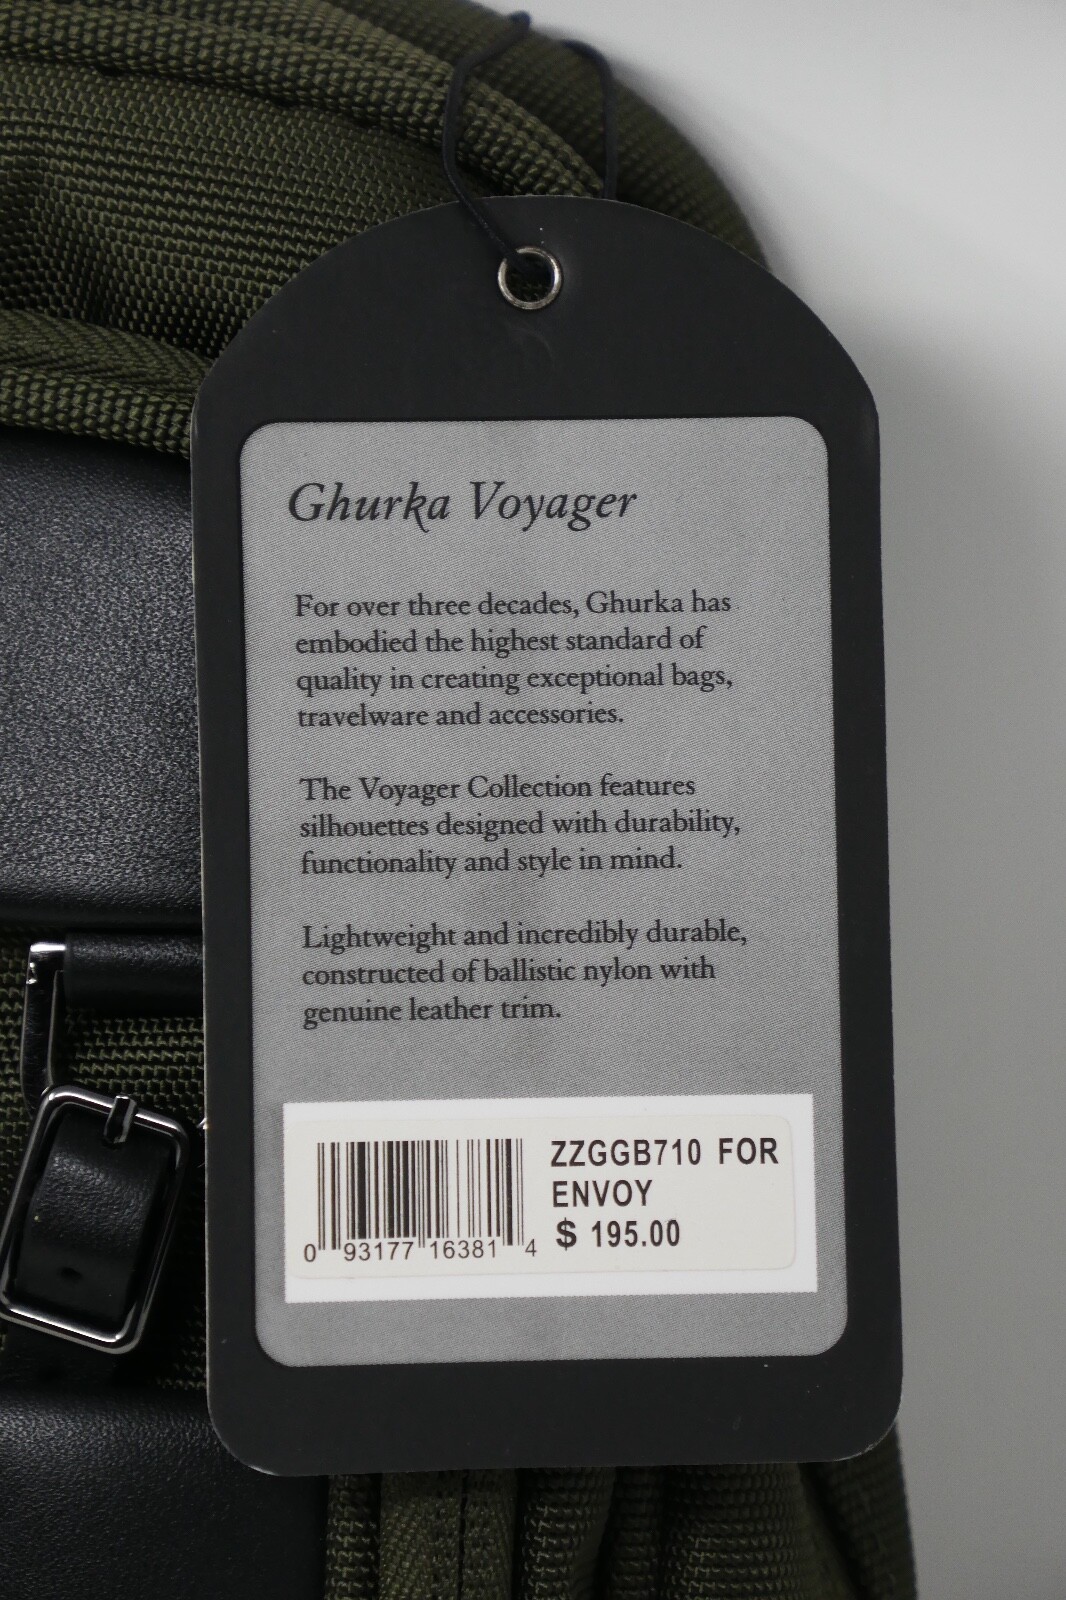 Ghurka Voyager
For over three decades, Ghurka has
embodied the highest standard of
quality in creating exceptional bags,
travelware and accessories.
The Voyager Collection features
silhouettes designed with durability,
functionality and style in mind.
Lightweight and incredibly durable,
constructed of ballistic nylon with
genuine leather trim.
ZZGGB710 FOR
ENVOY
$ 195.00
0 93177 16381 4